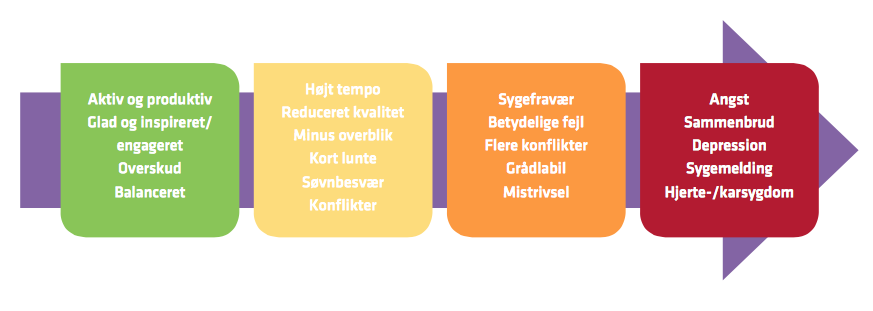 Aktiv og produktiv
Glad og inspireret/
engageret
Overskud
Balanceret
Højt tempo
Reduceret kvalitet
Minus overblik
Kort lunte
Søvnbesvær
Konflikter
Sygefravær
Betydelige fejl
Flere konflikter
Grådlabil
Mistrivsel
Angst
Sammenbrud
Depression
Sygemelding
Hjerte-/karsygdom